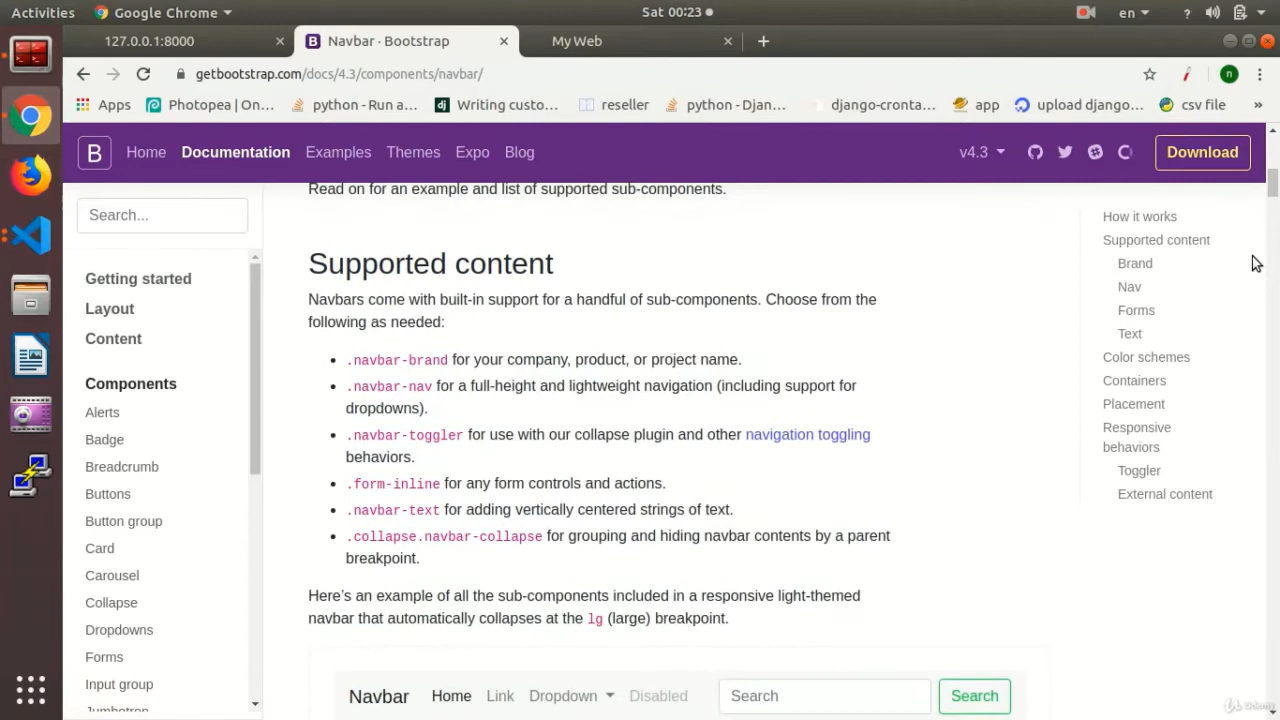 Activities
Google Chrome
Sat 00:23
en
127.0.0.1:8000
Navbar · Bootstrap
My Web
getbootstrap.com/docs/4.3/components/navbar/
n
Apps
Photopea | On...
python - Run a...
Writing custo...
reseller
python - Djan...
django-cronta...
app
upload django...
csv file
»
B
Home
Documentation
Examples
Themes
Expo
Blog
v4.3
Download
Search...
Getting started
Layout
Content
Components
Alerts
Badge
Breadcrumb
Buttons
Button group
Card
Carousel
Collapse
Dropdowns
Forms
Input group
Jumbotron
Read on for an example and list of supported sub-components.
Supported content
Navbars come with built-in support for a handful of sub-components. Choose from the
following as needed:
.navbar-brand for your company, product, or project name.
.navbar-nav for a full-height and lightweight navigation (including support for
dropdowns).
.navbar-toggler for use with our collapse plugin and other navigation toggling
behaviors.
.form-inline for any form controls and actions.
.navbar-text for adding vertically centered strings of text.
.collapse.navbar-collapse for grouping and hiding navbar contents by a parent
breakpoint.
Here's an example of all the sub-components included in a responsive light-themed
navbar that automatically collapses at the lg (large) breakpoint.
Navbar
Home
Link
Dropdown
Disabled
Search
Search
How it works
Supported content
Brand
Nav
Forms
Text
Color schemes
Containers
Placement
Responsive
behaviors
Toggler
External content
Udemy